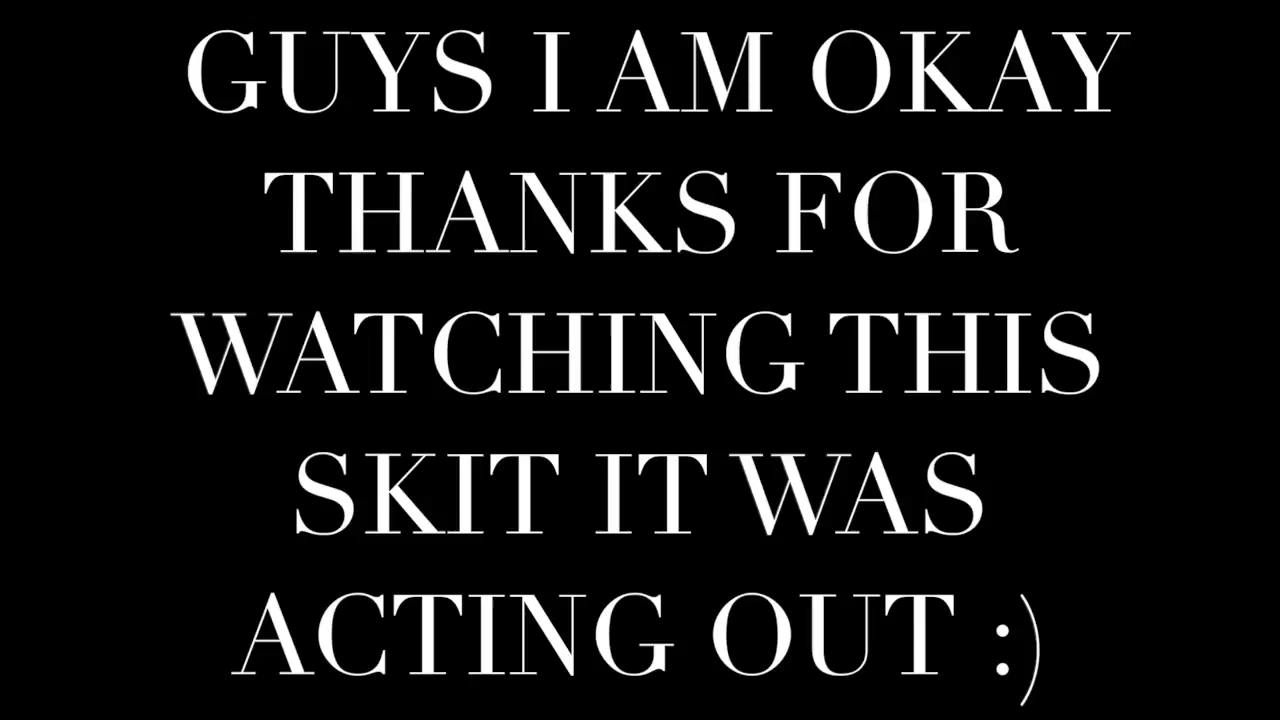 GUYS I AM OKAY
THANKS FOR
WATCHING THIS
SKIT IT WAS
ACTING OUT :)